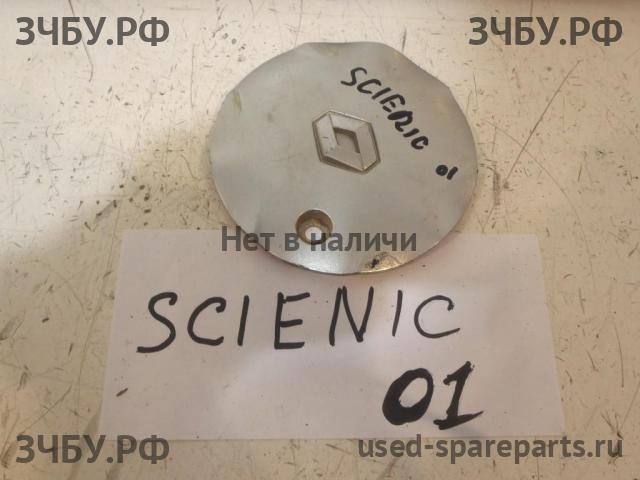 ЗЧБУ.РФ
ЗЧБУ.РФ
SCIENIC
01
Нет в наличи
SCIENIC
01
ЗЧБУ.РФ
used-spareparts.ru